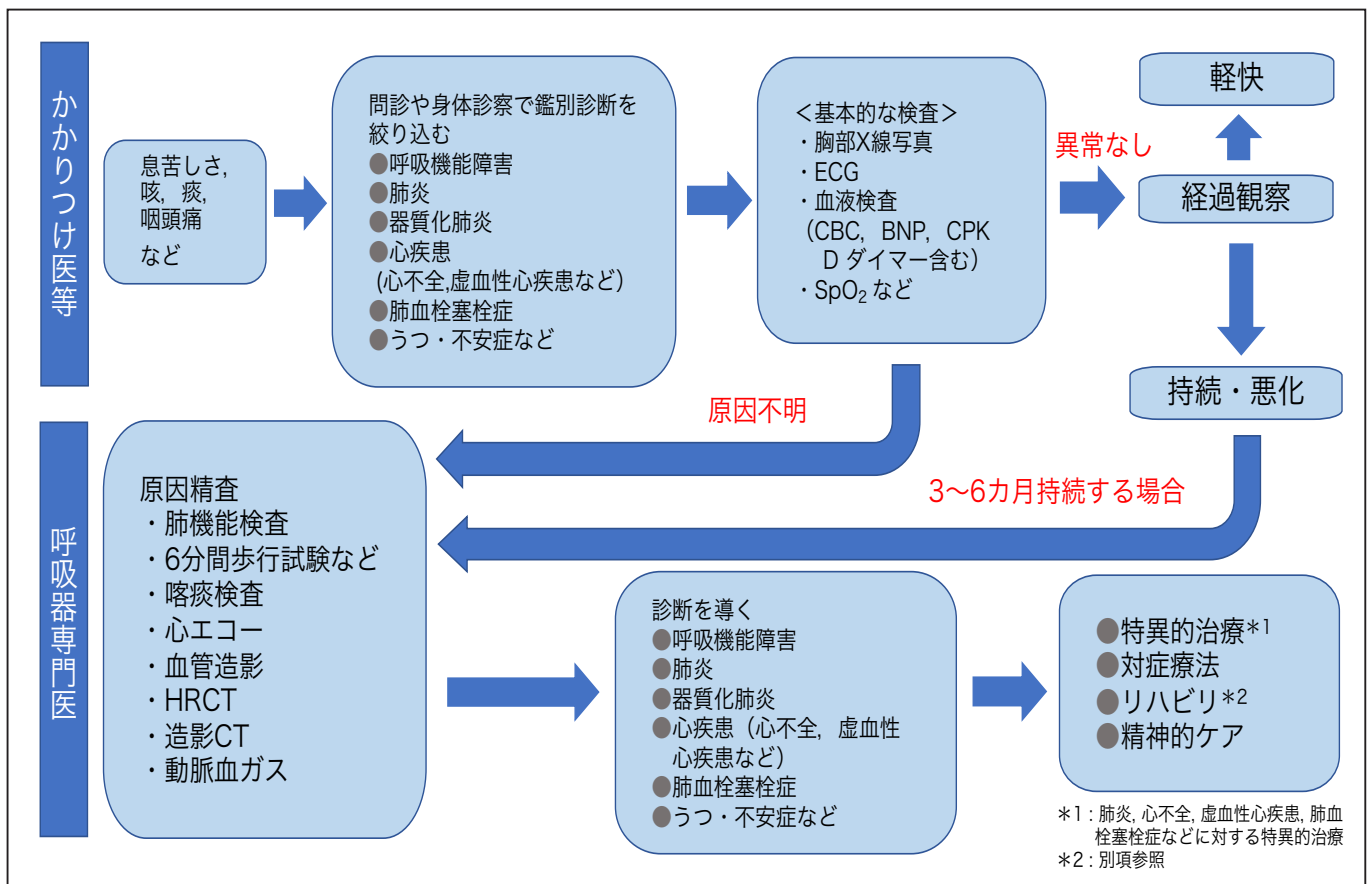 かかりつけ医等
息苦しさ,
咳，痰,
咽頭痛
など
問診や身体診察で鑑別診断を
絞り込む
●呼吸機能障害
●肺炎
●器質化肺炎
●心疾患
(心不全,虚血性心疾患など）
●肺血栓塞栓症
●うつ・不安症など
＜基本的な検査＞
・胸部X線写真
・ECG
・血液検査
（CBC，BNP，CPK
D ダイマー含む）
・SpO₂ など
異常なし
軽快
経過観察
持続・悪化
原因不明
3〜6カ月持続する場合
呼吸器専門医
原因精査
・肺機能検査
・6分間歩行試験など
・喀痰検査
・心エコー
・血管造影
・HRCT
・造影CT
・動脈血ガス
診断を導く
●呼吸機能障害
●肺炎
●器質化肺炎
●心疾患（心不全，虚血性
心疾患など）
●肺血栓塞栓症
●うつ・不安症など
●特異的治療*1
●対症療法
●リハビリ*2
●精神的ケア
＊1：肺炎, 心不全, 虚血性心疾患, 肺血
栓塞栓症などに対する特異的治療
＊2：別項参照